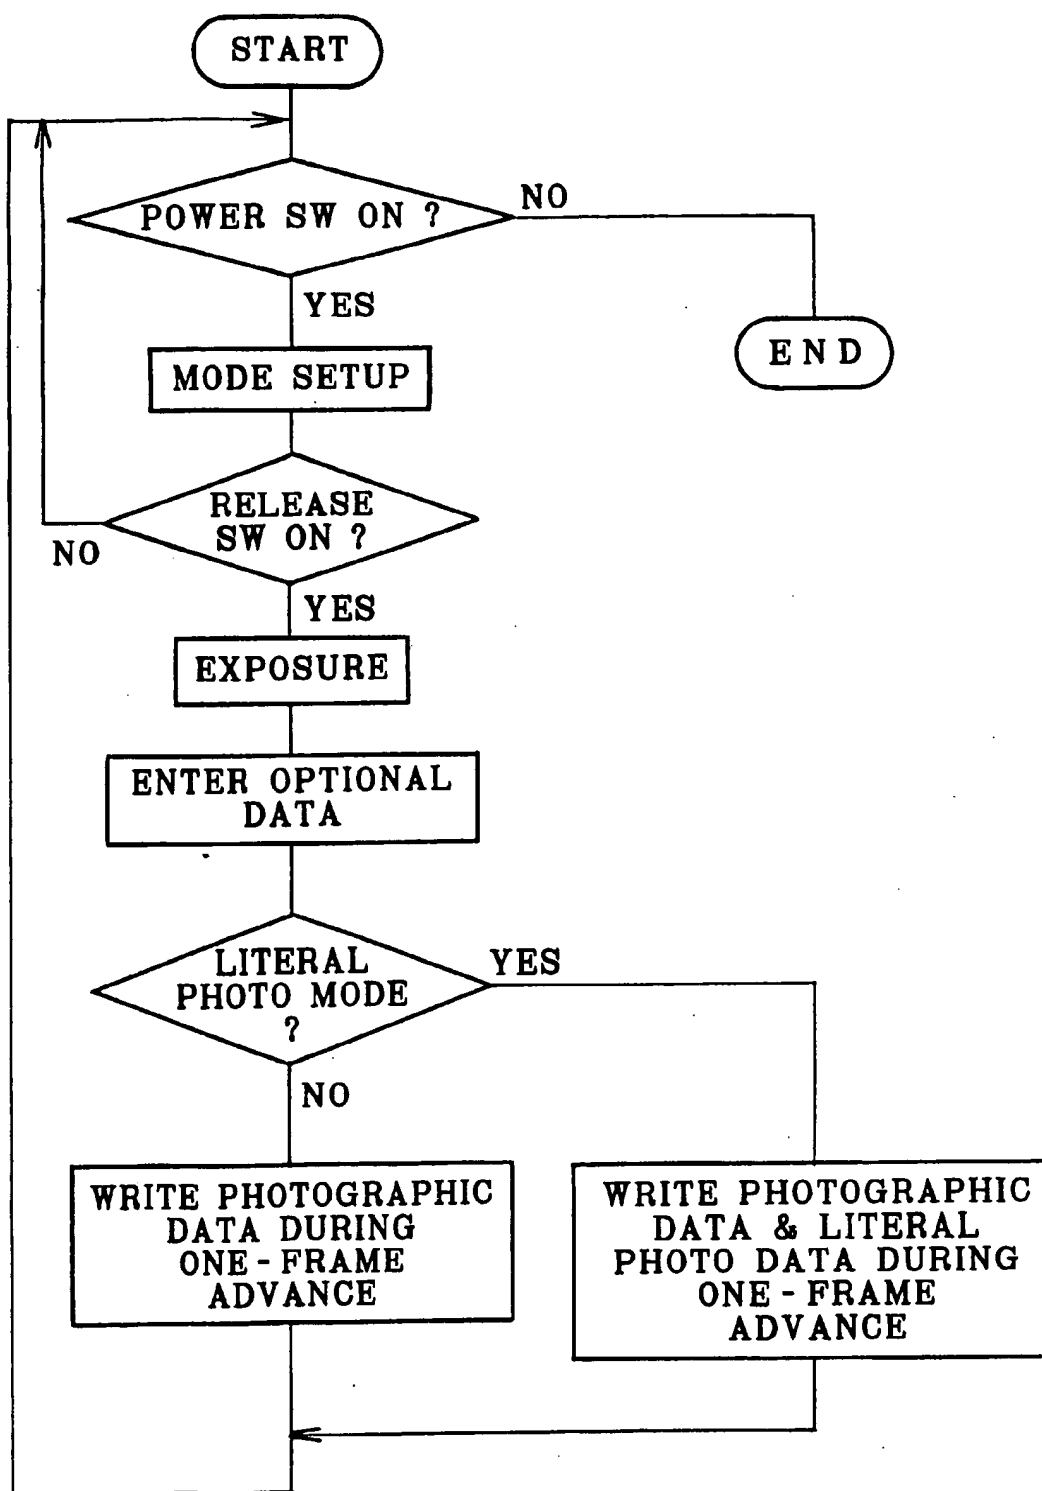 START
POWER SW ON ?
NO
YES
END
MODE SETUP
RELEASE
SW ON ?
NO
YES
EXPOSURE
ENTER OPTIONAL
DATA
LITERAL
PHOTO MODE
?
YES
NO
WRITE PHOTOGRAPHIC
DATA DURING
ONE-FRAME
ADVANCE
WRITE PHOTOGRAPHIC
DATA & LITERAL
PHOTO DATA DURING
ONE-FRAME
ADVANCE